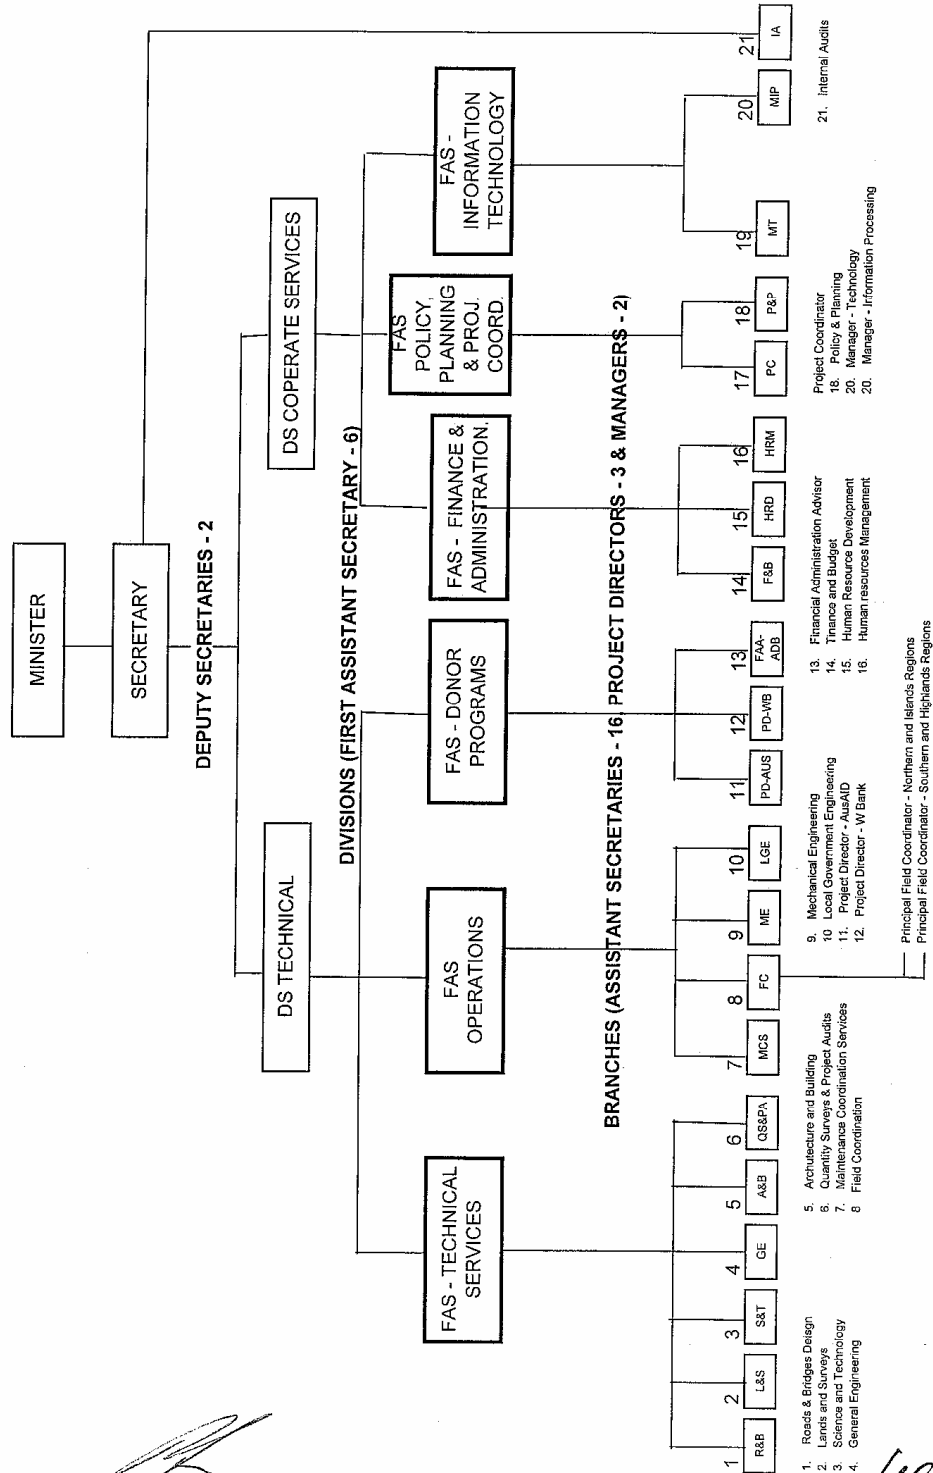 MINISTER
SECRETARY
DEPUTY SECRETARIES - 2
DS TECHNICAL
DS COPERATE SERVICES
DIVISIONS (FIRST ASSISTANT SECRETARY - 6)
FAS - TECHNICAL
SERVICES
FAS
OPERATIONS
FAS - DONOR
PROGRAMS
FAS - FINANCE &
ADMINISTRATION.
FAS
POLICY,
PLANNING
& PROJ.
COORD.
FAS -
INFORMATION
TECHNOLOGY
BRANCHES (ASSISTANT SECRETARIES - 16, PROJECT DIRECTORS - 3 & MANAGERS - 2)
1
R&B
2
L&S
3
S&T
4
GE
5
A&B
6
QS&PA
7
MCS
8
FC
9
ME
10
LGE
11
PD-AUS
12
PD-WB
13
FAA-
ADB
14
F&B
15
HRD
16
HRM
17
PC
18
P&P
19
MT
20
MIP
21
IA
1. Roads & Bridges Deisgn
2. Lands and Surveys
3. Science and Technology
4. General Engineering
5. Archutecture and Building
6. Quantity Surveys & Project Audits
7. Maintenance Coordination Services
8 Field Coordination
9. Mechanical Engineering
10 Local Government Engineering
11. Project Director - AusAID
12. Project Director - W Bank
13. Financial Administration Advisor
14. Tinance and Budget
15. Human Resource Development
16. Human resources Management
Project Coordinator
18. Policy & Planning
20. Manager - Technology
20. Manager - Information Processing
21. Internal Audits
Principal Field Coordinator - Northern and Islands Regions
Principal Field Coordinator - Southern and Highlands Regions